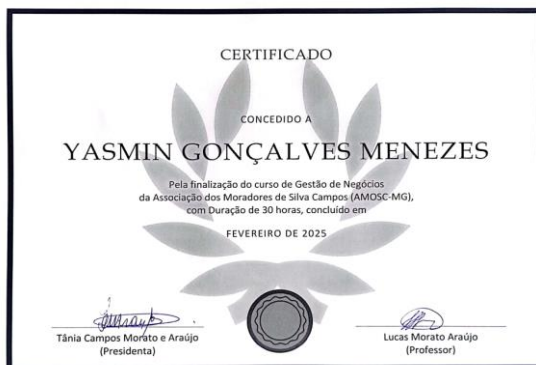 CERTIFICADO
CONCEDIDO A
YASMIN GONÇALVES MENEZES
Pela finalização do curso de Gestão de Negócios
da Associação dos Moradores de Silva Campos (AMOSC-MG),
com Duração de 30 horas, concluído em
FEVEREIRO DE 2025
Tânia Campos Morato e Araújo
(Presidenta)
Lucas Morato Araújo
(Professor)